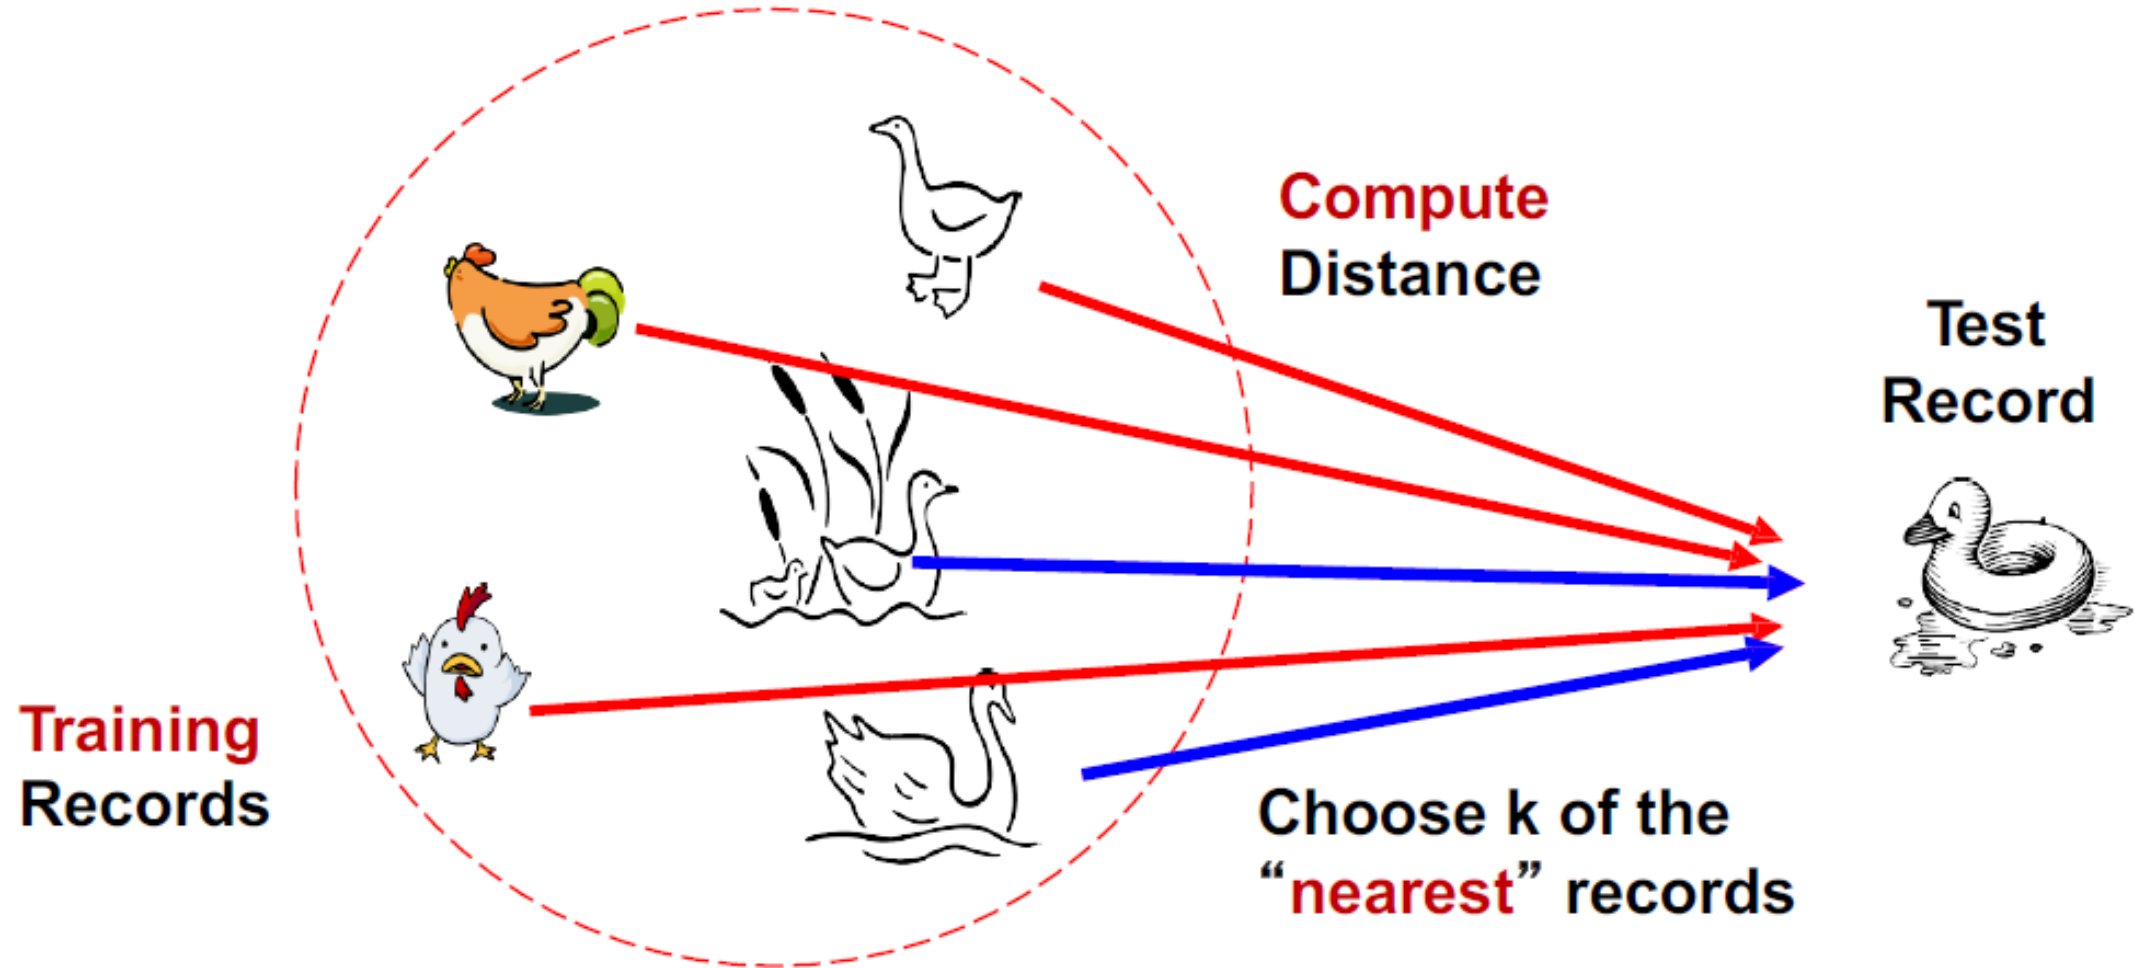 Compute
Distance
Test
Record
Training
Records
Choose k of the
“nearest” records